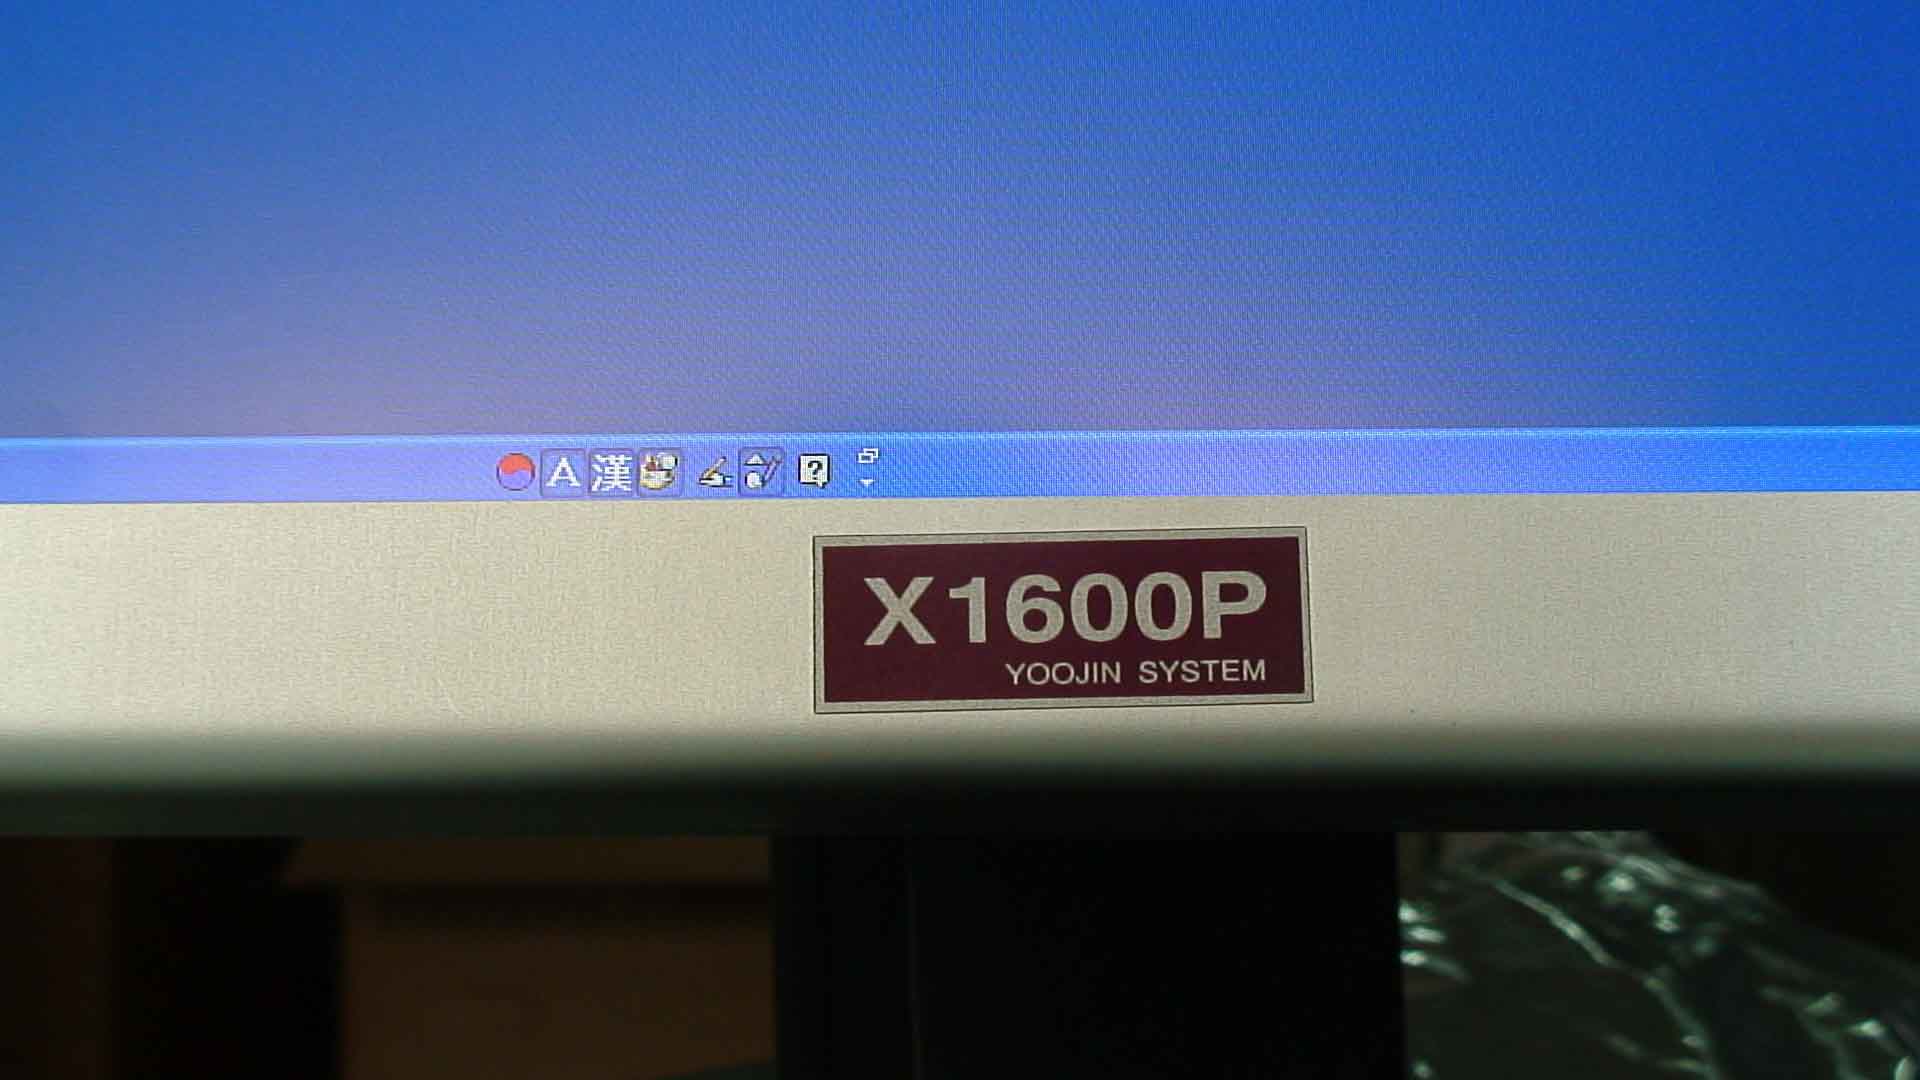 A 漢 ?
X1600P
YOOJIN SYSTEM